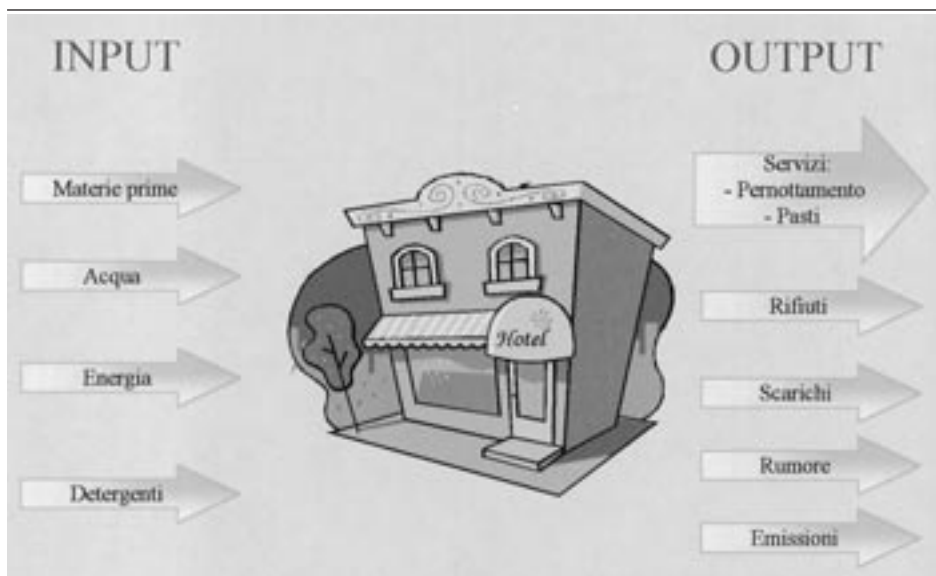 INPUT
OUTPUT
Materie prime
Acqua
Energia
Detergenti
Hotel
Servizi:
- Pernottamento
- Pasti
Rifiuti
Scarichi
Rumore
Emissioni